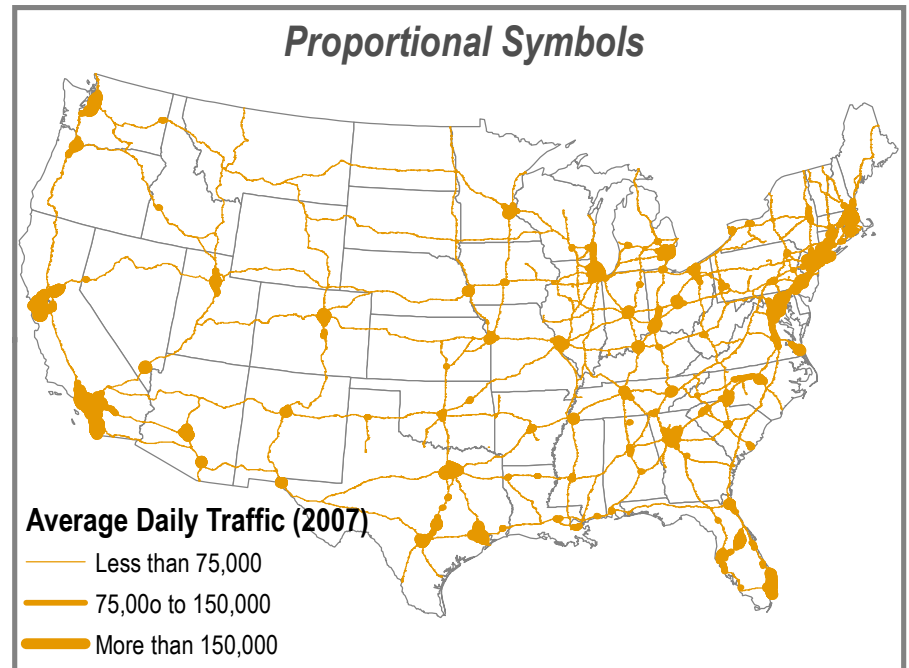 Proportional Symbols
Average Daily Traffic (2007)
Less than 75,000
75,00o to 150,000
More than 150,000